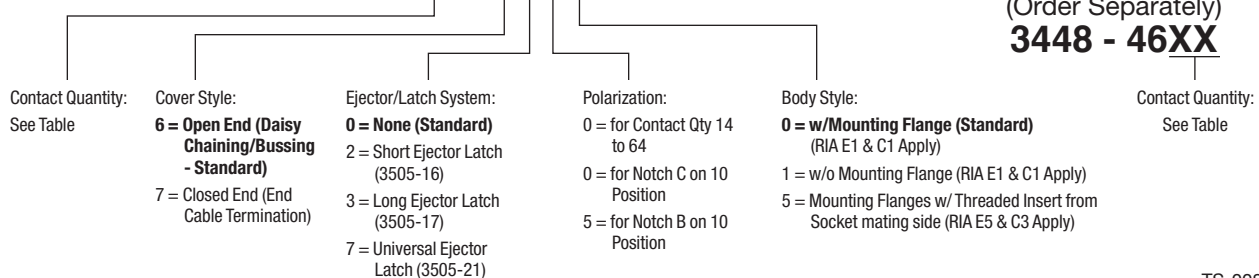 (Order Separately)
3448 - 46XX
Contact Quantity:
See Table
Cover Style:
6 = Open End (Daisy
Chaining/Bussing
- Standard)
7 = Closed End (End
Cable Termination)
Ejector/Latch System:
0 = None (Standard)
2 = Short Ejector Latch
(3505-16)
3 = Long Ejector Latch
(3505-17)
7 = Universal Ejector
Latch (3505-21)
Polarization:
0 = for Contact Qty 14
to 64
0 = for Notch C on 10
Position
5 = for Notch B on 10
Position
Body Style:
0 = w/Mounting Flange (Standard)
(RIA E1 & C1 Apply)
1 = w/o Mounting Flange (RIA E1 & C1 Apply)
5 = Mounting Flanges w/ Threaded Insert from
Socket mating side (RIA E5 & C3 Apply)
Contact Quantity:
See Table